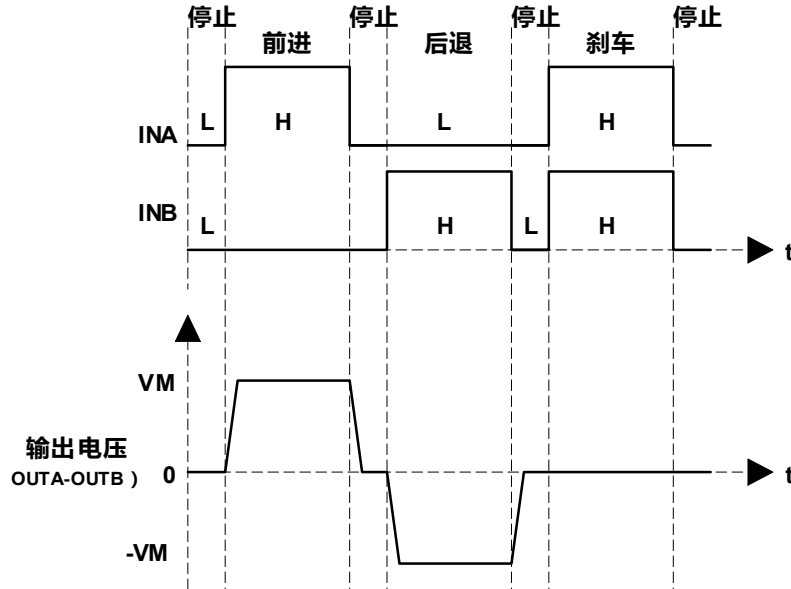 停止 停止 停止 停止
前进 后退 刹车
INA L H L H
INB L H L H
t
VM
输出电压
OUTA-OUTB ) 0
t
-VM